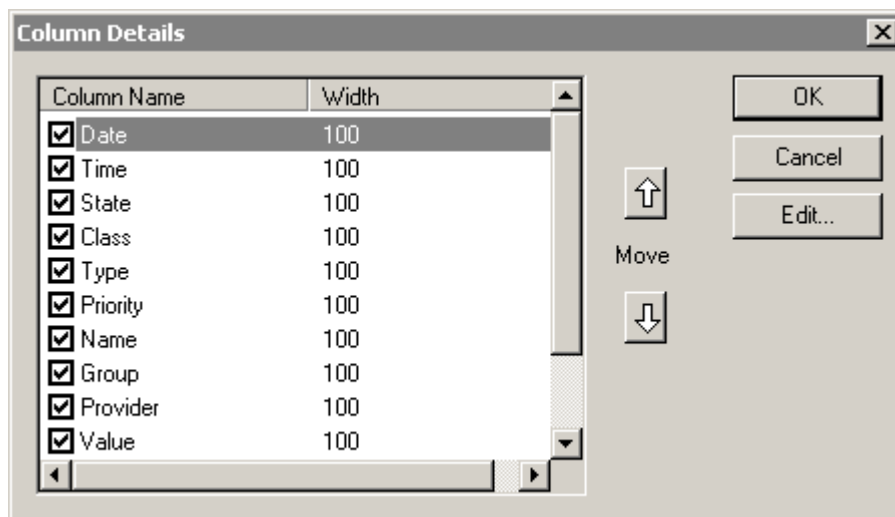 Column Details
Column Name Width
Date 100
Time 100
State 100
Class 100
Type 100
Priority 100
Name 100
Group 100
Provider 100
Value 100
Move
OK
Cancel
Edit...